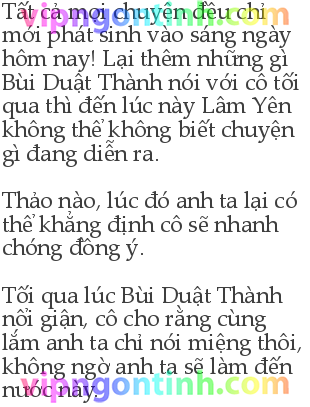 Tất cả mọi chuyện đều chỉ
mới phát sinh vào sáng ngày
hôm nay! Lại thêm những gì
Bùi Duật Thành nói với cô tối
qua thì đến lúc này Lâm Yên
không thể không biết chuyện
gì đang diễn ra.
Thảo nào, lúc đó anh ta lại có
thể khẳng định cô sẽ nhanh
chóng đồng ý.
Tối qua lúc Bùi Duật Thành
nổi giận, cô cho rằng cùng
lắm anh ta chỉ nói miệng thôi,
không ngờ anh ta sẽ làm đến
nước này.
vipngontinh.com
vipngontinh.com